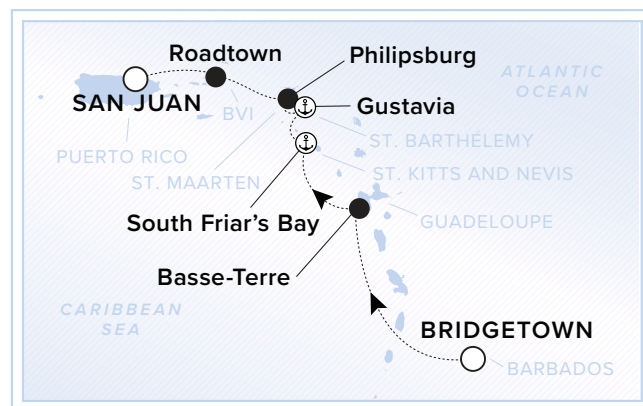 Roadtown
Philipsburg
ATLANTIC
OCEAN
SAN JUAN
Gustavia
BVI
ST. BARTHÉLEMY
PUERTO RICO
ST. MAARTEN
ST. KITTS AND NEVIS
South Friar's Bay
GUADELOUPE
Basse-Terre
CARIBBEAN
SEA
BRIDGETOWN
BARBADOS